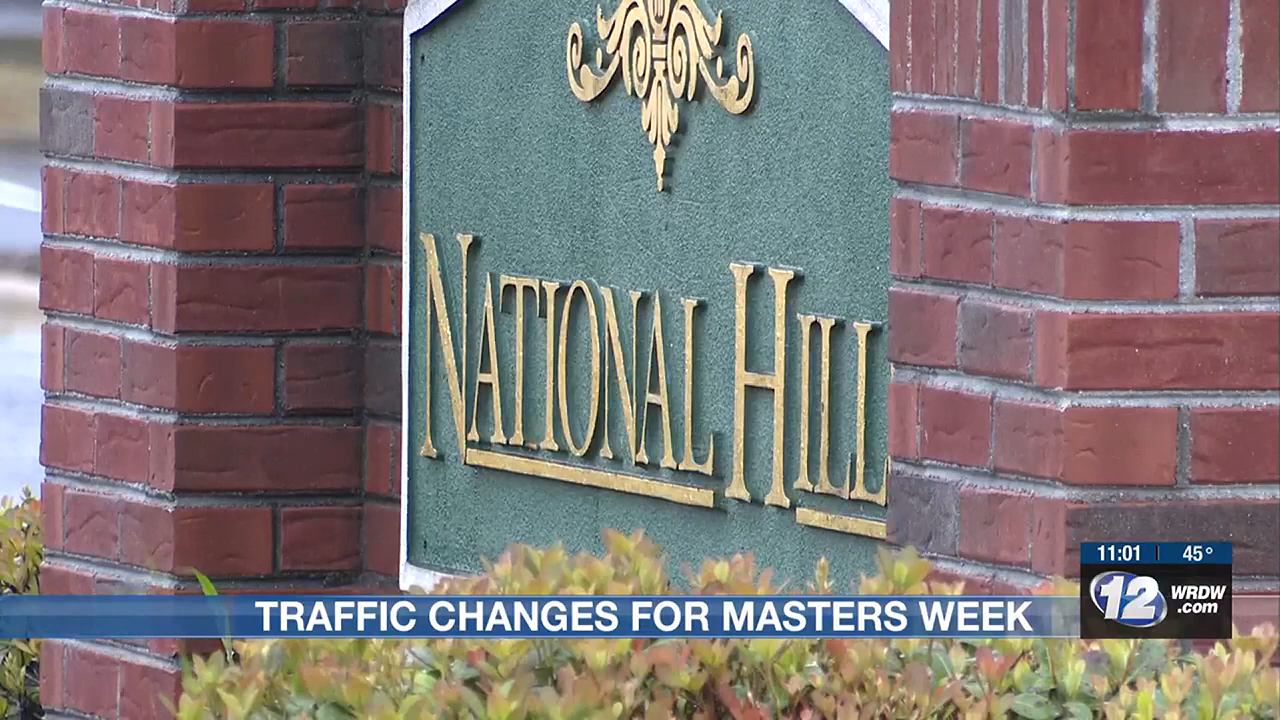 NATIONAL HILL
11:01 | 45°
12 WRDW
.com
TRAFFIC CHANGES FOR MASTERS WEEK